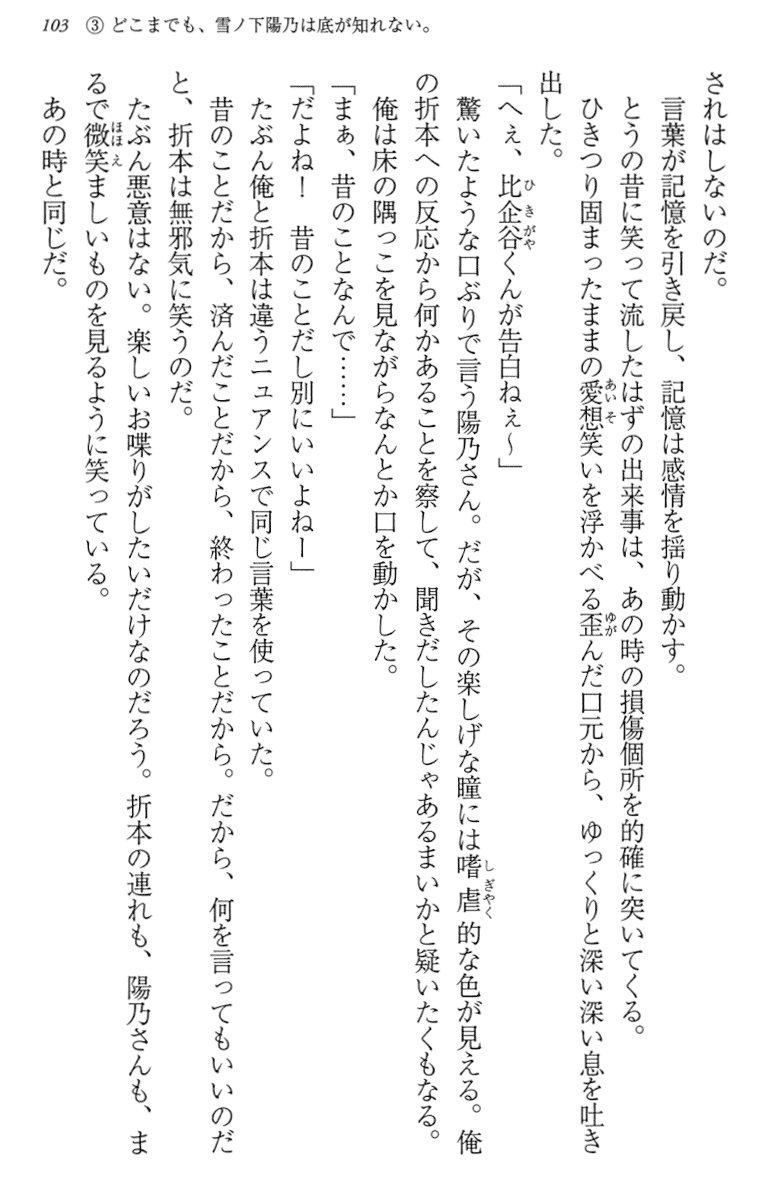 103 ③ どこまでも、雪ノ下陽乃は底が知れない。
されはしないのだ。
言葉が記憶を引き戻し、記憶は感情を揺り動かす。
とうの昔に笑って流したはずの出来事は、あの時の損傷個所を的確に突いてくる。
ひきつり固まったままの愛想笑いを浮かべる歪んだ口元から、ゆっくりと深い深い息を吐き
出した。
「へぇ、比企谷くんが告白ねぇ～」
驚いたような口ぶりで言う陽乃さん。だが、その楽しげな瞳には嗜虐的な色が見える。俺
の折本への反応から何かあることを察して、聞きだしたんじゃあるまいかと疑いたくもなる。
俺は床の隅っこを見ながらなんとか口を動かした。
「まぁ、昔のことなんで……」
「だよね！　昔のことだし別にいいよねー」
たぶん俺と折本は違うニュアンスで同じ言葉を使っていた。
昔のことだから、済んだことだから、終わったことだから。だから、何を言ってもいいのだ
と、折本は無邪気に笑うのだ。
たぶん悪意はない。楽しいお喋りがしたいだけなのだろう。折本の連れも、陽乃さんも、ま
るで微笑ましいものを見るように笑っている。
あの時と同じだ。